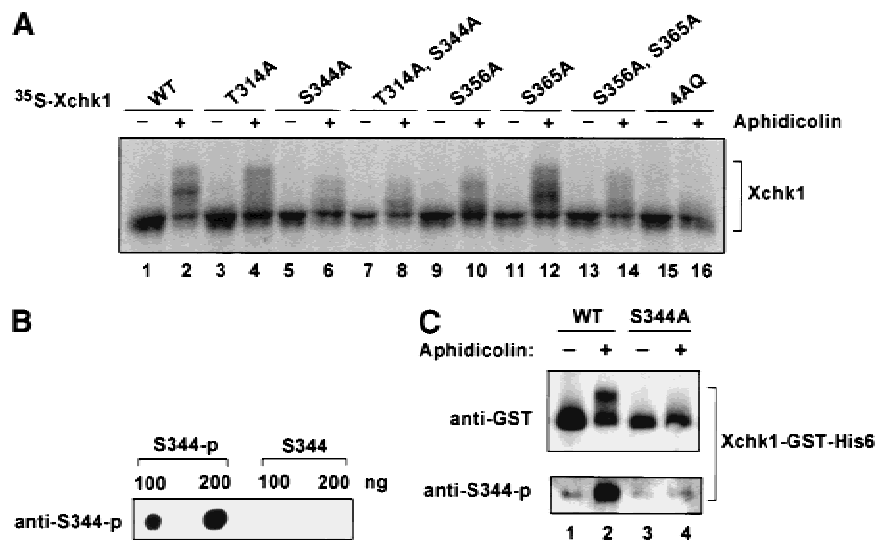 A
35S-Xchk1
WT T314A S344A T314A, S344A S356A S365A S356A, S365A 4AQ
– + – + – + – + – + – + – + – + Aphidicolin
Xchk1
1 2 3 4 5 6 7 8 9 10 11 12 13 14 15 16
B
S344-p S344
100 200 100 200 ng
anti-S344-p
C
WT S344A
Aphidicolin: – + – +
anti-GST
Xchk1-GST-His6
anti-S344-p
1 2 3 4